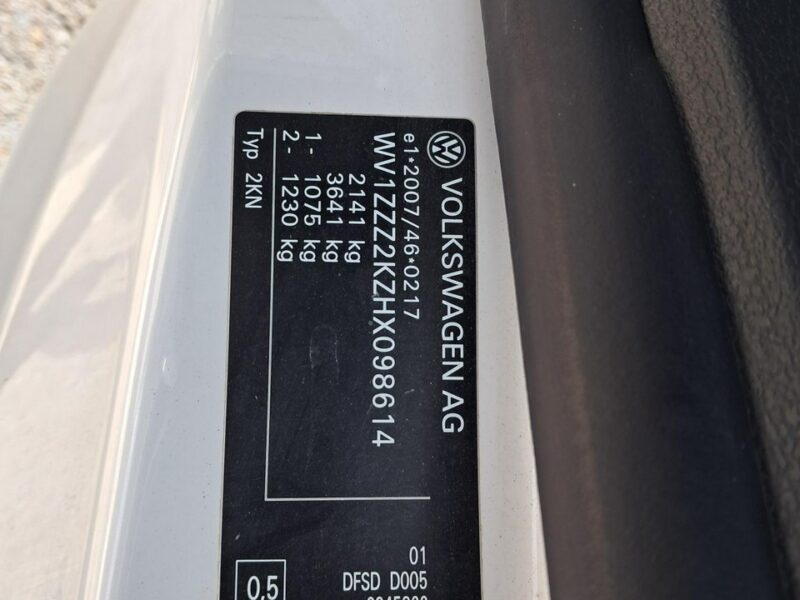 VOLKSWAGEN AG
e1*2007/46*0217
WV1ZZZ2KZHX098614
2141 kg
3641 kg
1- 1075 kg
2- 1230 kg
Typ 2KN
01
DFSD D005
0,5